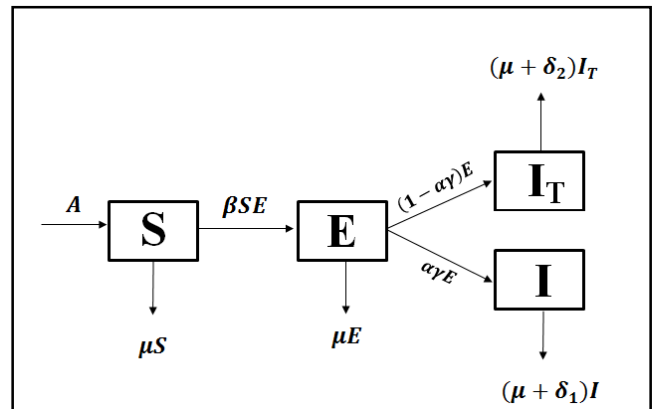 (μ + δ₂)I_T
(1 − αγ)E
I_T
A
S
βSE
E
αγE
I
μS
μE
(μ + δ₁)I